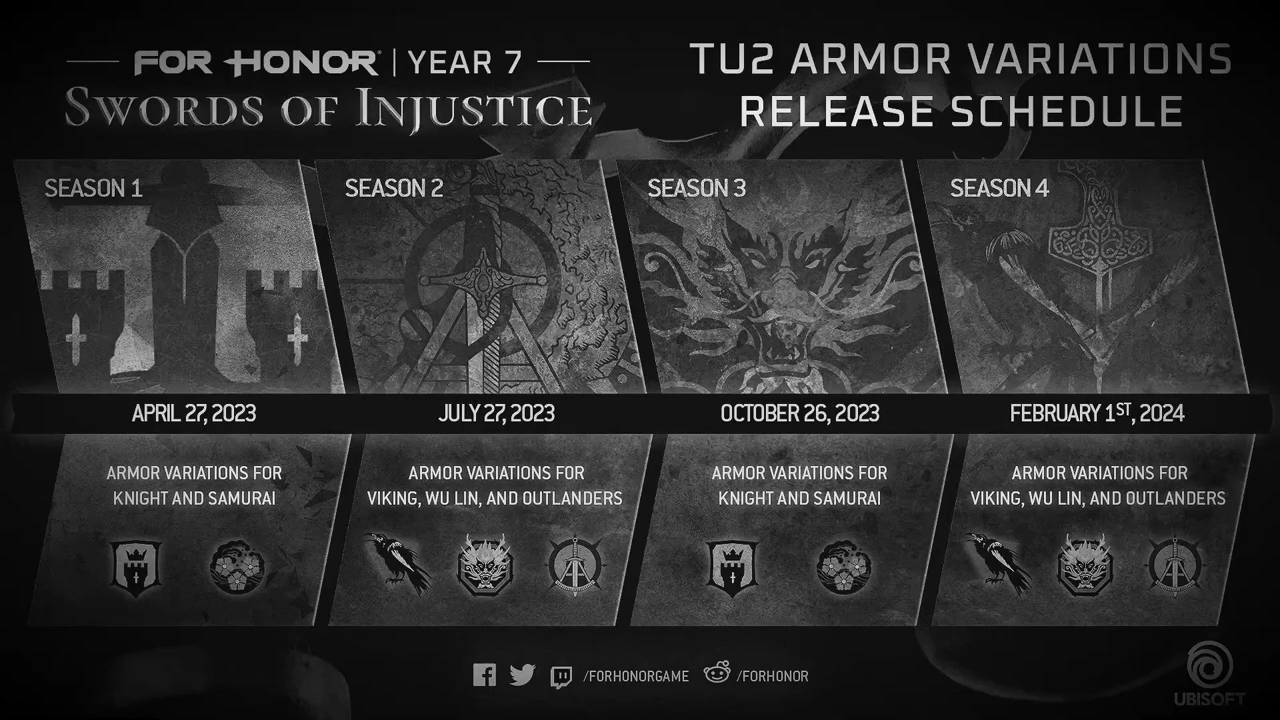 FOR HONOR® | YEAR 7
SWORDS OF INJUSTICE
TU2 ARMOR VARIATIONS
RELEASE SCHEDULE
SEASON 1
SEASON 2
SEASON 3
SEASON 4
APRIL 27, 2023
JULY 27, 2023
OCTOBER 26, 2023
FEBRUARY 1ST, 2024
ARMOR VARIATIONS FOR
KNIGHT AND SAMURAI
ARMOR VARIATIONS FOR
VIKING, WU LIN, AND OUTLANDERS
ARMOR VARIATIONS FOR
KNIGHT AND SAMURAI
ARMOR VARIATIONS FOR
VIKING, WU LIN, AND OUTLANDERS
/FORHONORGAME
/FORHONOR
UBISOFT